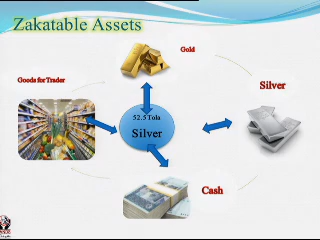 Zakatable Assets
Gold
Goods for Trader
Silver
52.5 Tola
Silver
Cash